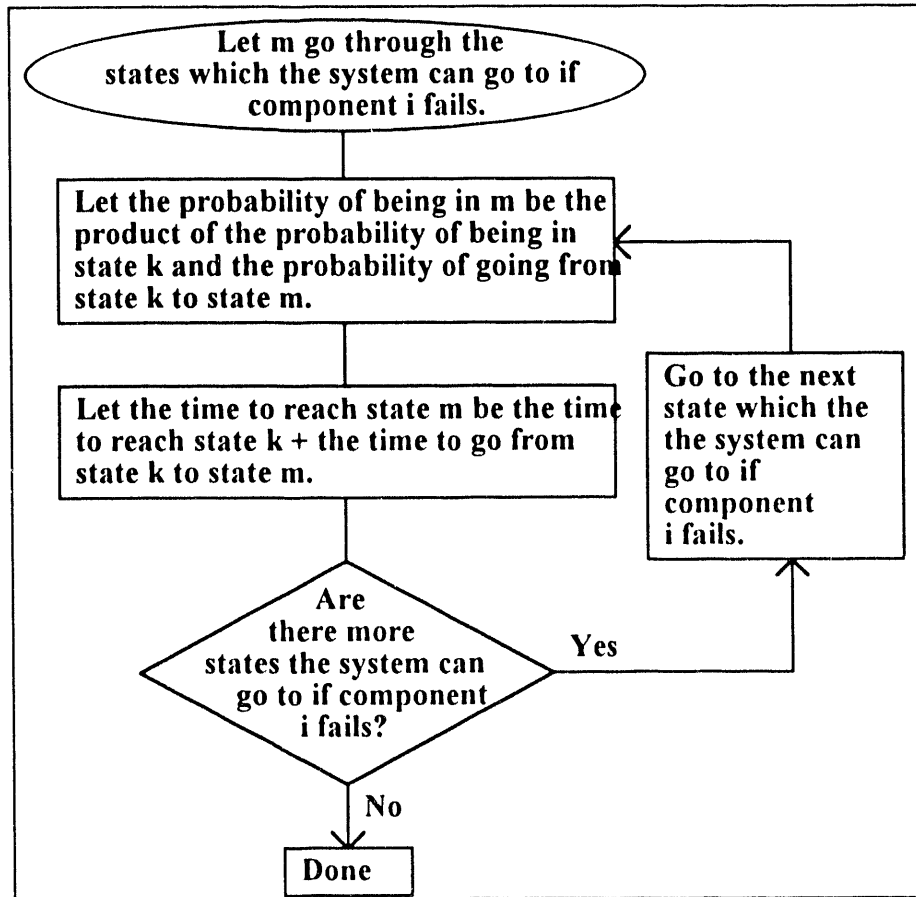 Let m go through the
states which the system can go to if
component i fails.
Let the probability of being in m be the
product of the probability of being in
state k and the probability of going from
state k to state m.
Let the time to reach state m be the time
to reach state k + the time to go from
state k to state m.
Go to the next
state which the
the system can
go to if
component
i fails.
Are
there more
states the system can
go to if component
i fails?
Yes
No
Done